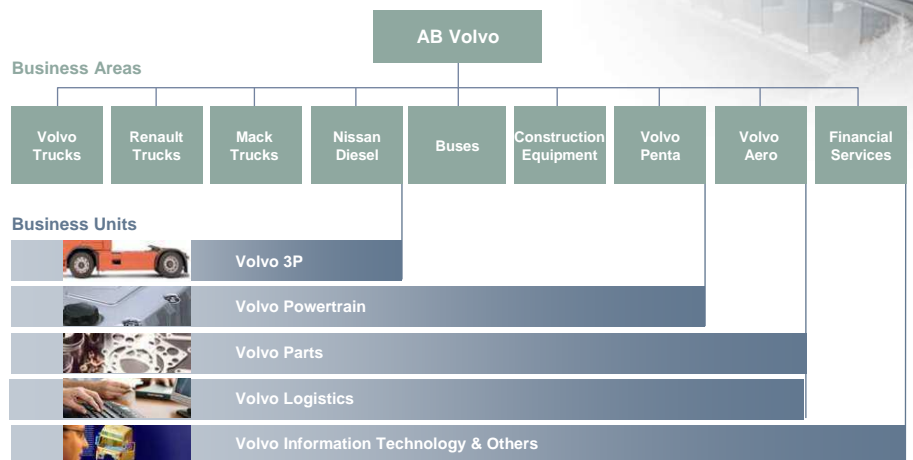 AB Volvo
Business Areas
Volvo
Trucks
Renault
Trucks
Mack
Trucks
Nissan
Diesel
Buses
Construction
Equipment
Volvo
Penta
Volvo
Aero
Financial
Services
Business Units
Volvo 3P
Volvo Powertrain
Volvo Parts
Volvo Logistics
Volvo Information Technology & Others